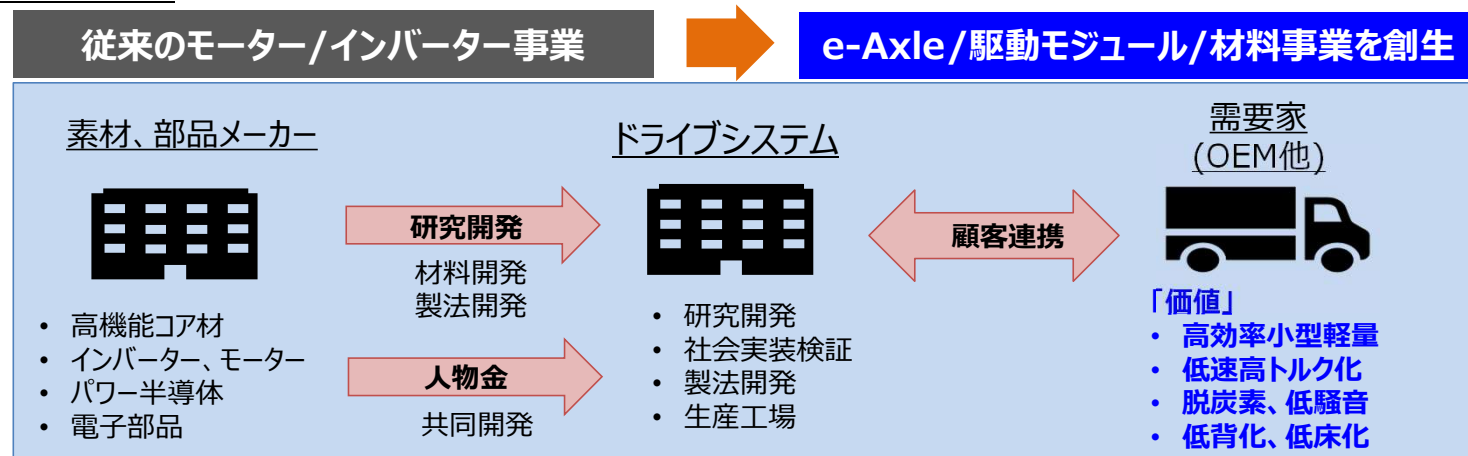 従来のモーター/インバーター事業
e-Axle/駆動モジュール/材料事業を創生
素材、部品メーカー
• 高機能コア材
• インバーター、モーター
• パワー半導体
• 電子部品
研究開発
材料開発
製法開発
人物金
共同開発
ドライブシステム
• 研究開発
• 社会実装検証
• 製法開発
• 生産工場
顧客連携
需要家
(OEM他)
「価値」
• 高効率小型軽量
• 低速高トルク化
• 脱炭素、低騒音
• 低背化、低床化